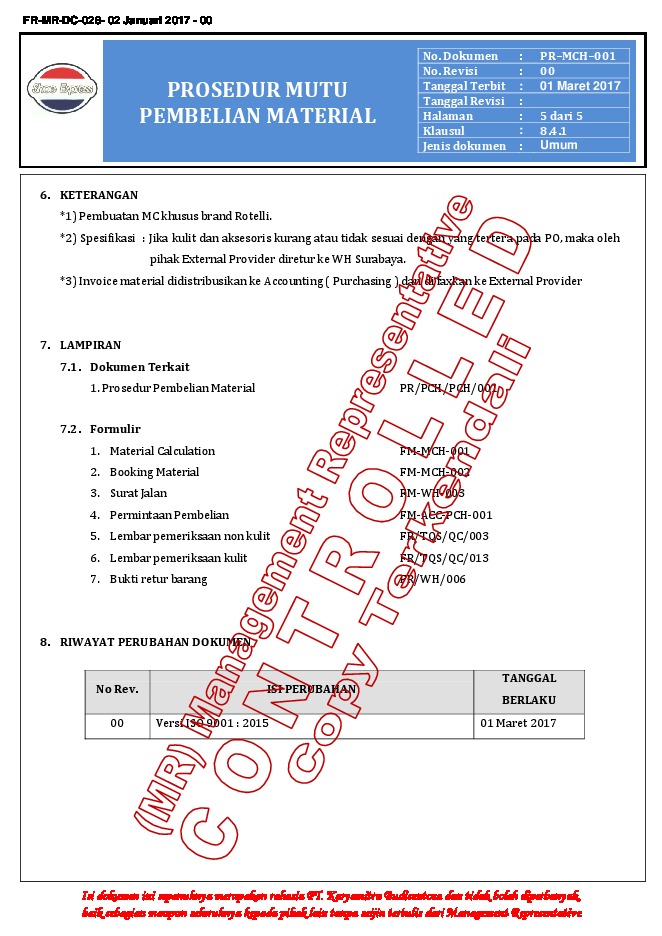 FR-MR-DC-028- 02 Januari 2017 - 00
Shoe Express
PROSEDUR MUTU
PEMBELIAN MATERIAL
No. Dokumen : PR–MCH–001
No. Revisi : 00
Tanggal Terbit : 01 Maret 2017
Tanggal Revisi :
Halaman : 5 dari 5
Klausul : 8.4.1
Jenis dokumen : Umum
6. KETERANGAN
*1) Pembuatan MC khusus brand Rotelli.
*2) Spesifikasi : Jika kulit dan aksesoris kurang atau tidak sesuai dengan yang tertera pada PO, maka oleh
pihak External Provider diretur ke WH Surabaya.
*3) Invoice material didistribusikan ke Accounting ( Purchasing ) dan difaxkan ke External Provider
7. LAMPIRAN
7.1. Dokumen Terkait
1. Prosedur Pembelian Material PR/PCH/PCH/001
7.2. Formulir
1. Material Calculation FM-MCH-001
2. Booking Material FM-MCH-002
3. Surat Jalan FM-WH-003
4. Permintaan Pembelian FM-ACC-PCH-001
5. Lembar pemeriksaan non kulit FR/TQS/QC/003
6. Lembar pemeriksaan kulit FR/TQS/QC/013
7. Bukti retur barang FR/WH/006
8. RIWAYAT PERUBAHAN DOKUMEN
No Rev. ISI PERUBAHAN TANGGAL
BERLAKU
00 Versi ISO 9001 : 2015 01 Maret 2017
(MR) Management Representative
CONTROLLED
Copy Terkendali
Isi dokumen isi sepenuhnya merupakan rahasia PT. Karyamitra Budisentosa dan tidak boleh diperbanyak,
baik sebagian maupun seluruhnya kepada pihak lain tanpa seijin tertulis dari Management Representative